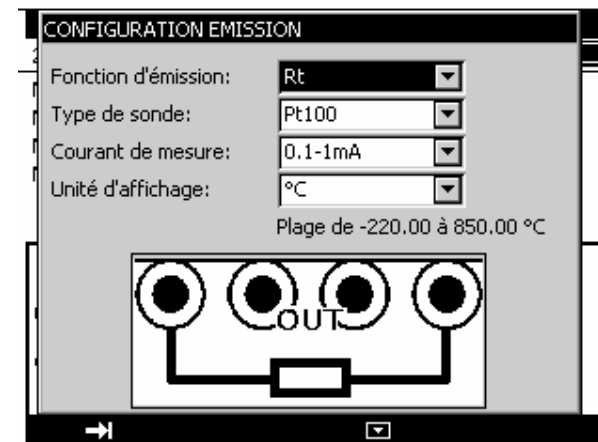 CONFIGURATION EMISSION
Fonction d'émission: Rt
Type de sonde: Pt100
Courant de mesure: 0.1-1mA
Unité d'affichage: °C
Plage de -220.00 à 850.00 °C
OUT